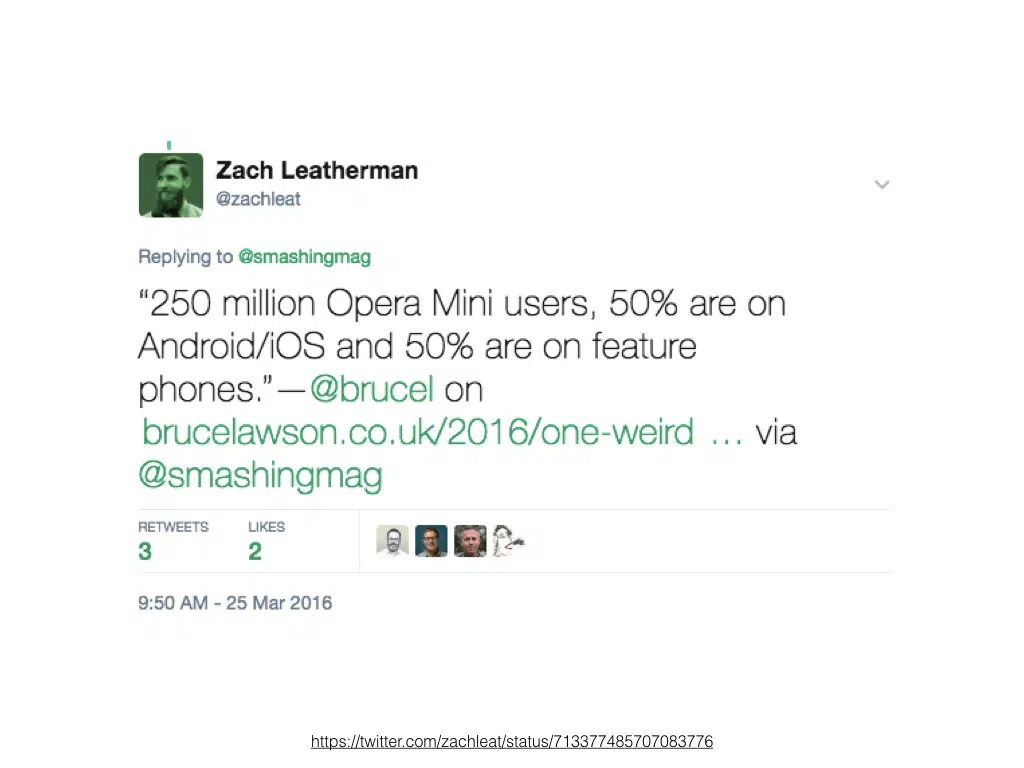 Zach Leatherman
@zachleat
Replying to @smashingmag
“250 million Opera Mini users, 50% are on
Android/iOS and 50% are on feature
phones.”—@brucel on
brucelawson.co.uk/2016/one-weird … via
@smashingmag
RETWEETS LIKES
3 2
9:50 AM - 25 Mar 2016
https://twitter.com/zachleat/status/713377485707083776